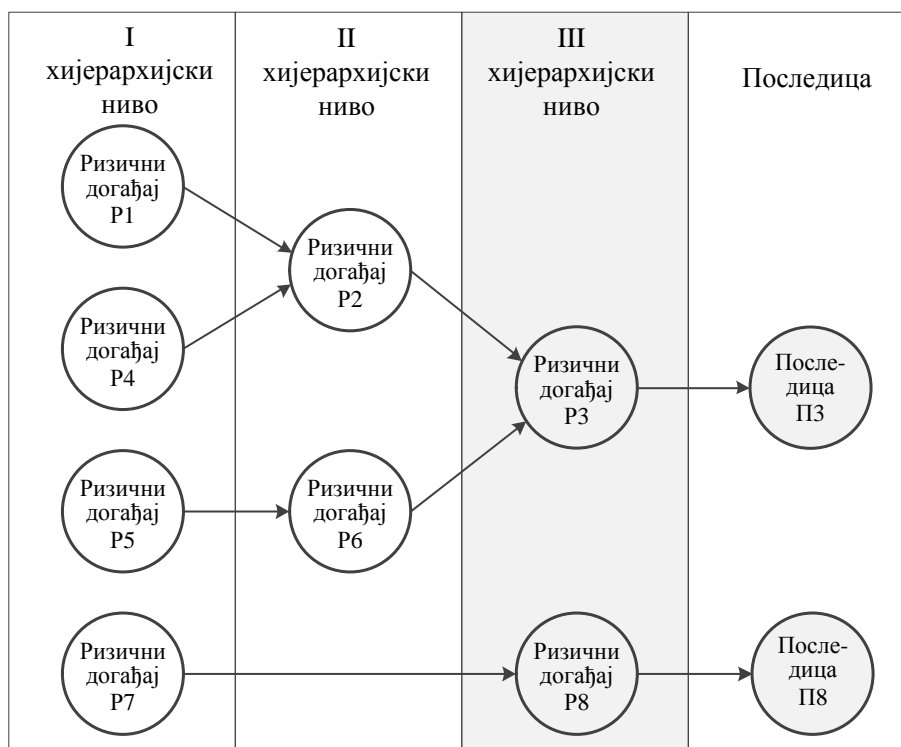 I
хијерархијски
ниво
II
хијерархијски
ниво
III
хијерархијски
ниво
Последица
Ризични
догађај
Р1
Ризични
догађај
Р4
Ризични
догађај
Р5
Ризични
догађај
Р7
Ризични
догађај
Р2
Ризични
догађај
Р6
Ризични
догађај
Р3
Ризични
догађај
Р8
После-
дица
П3
После-
дица
П8